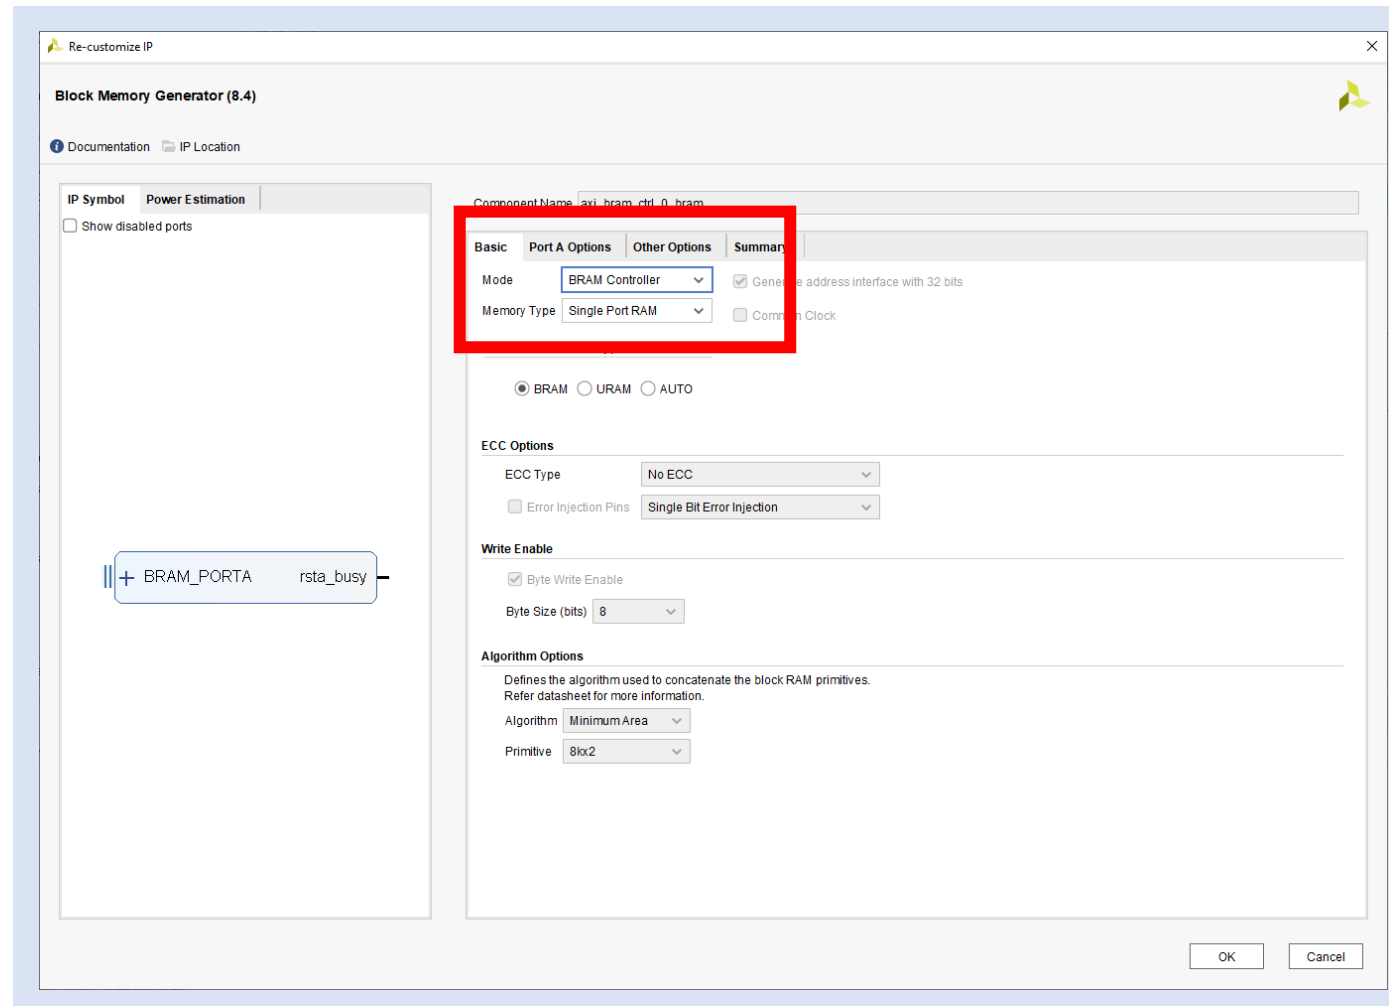 Re-customize IP
Block Memory Generator (8.4)
Documentation IP Location
IP Symbol Power Estimation
Show disabled ports
BRAM_PORTA rsta_busy
Component Name axi_bram_ctrl_0_bram
Basic Port A Options Other Options Summary
Mode BRAM Controller Generate address interface with 32 bits
Memory Type Single Port RAM Common Clock
BRAM URAM AUTO
ECC Options
ECC Type No ECC
Error Injection Pins Single Bit Error Injection
Write Enable
Byte Write Enable
Byte Size (bits) 8
Algorithm Options
Defines the algorithm used to concatenate the block RAM primitives.
Refer datasheet for more information.
Algorithm Minimum Area
Primitive 8kx2
OK Cancel